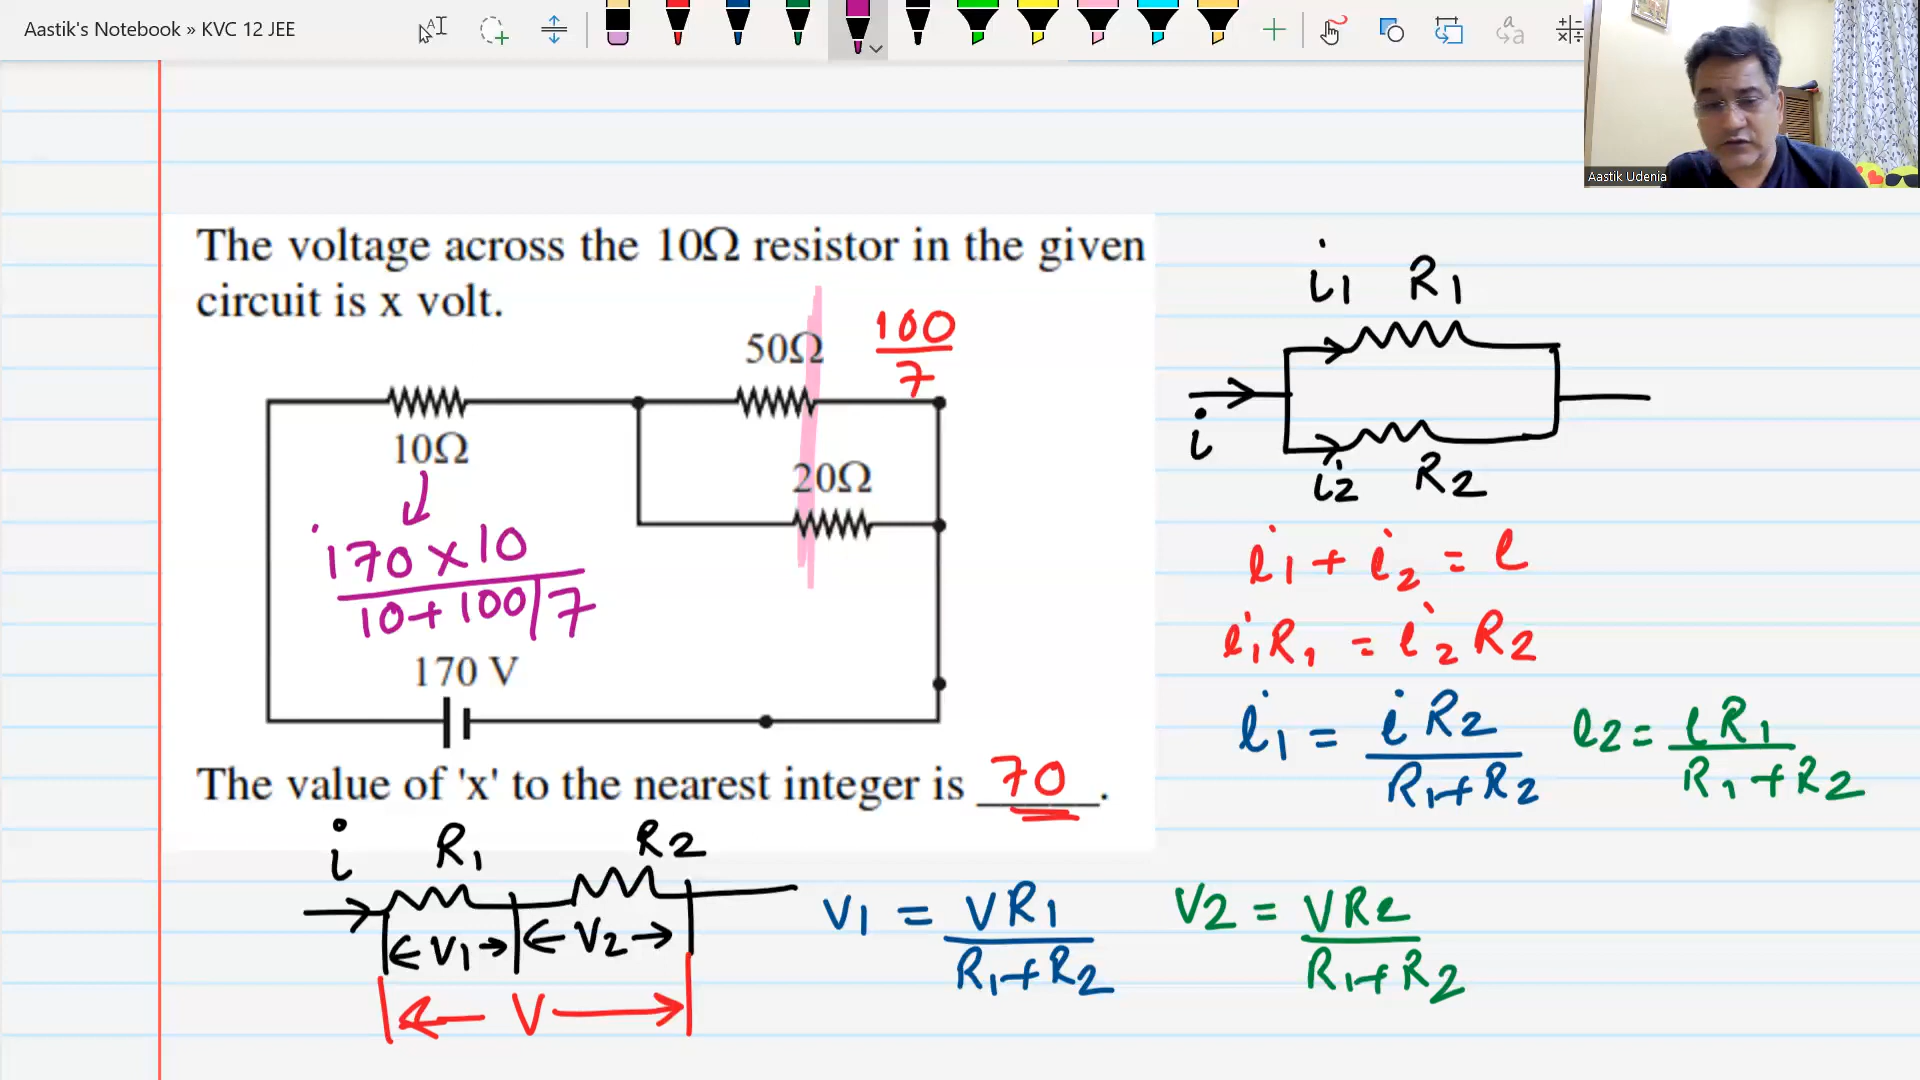 Aastik's Notebook » KVC 12 JEE
Aastik Udenia
The voltage across the 10Ω resistor in the given
circuit is x volt.
50Ω
100
7
10Ω
20Ω
170 × 10
10 + 100/7
170 V
The value of 'x' to the nearest integer is 70.
i R1 R2
V1 V2
V
V1 = VR1
R1+R2
V2 = VR2
R1+R2
i1 R1
i
i2 R2
i1 + i2 = i
i1R1 = i2R2
i1 = iR2
R1+R2
i2 = iR1
R1+R2